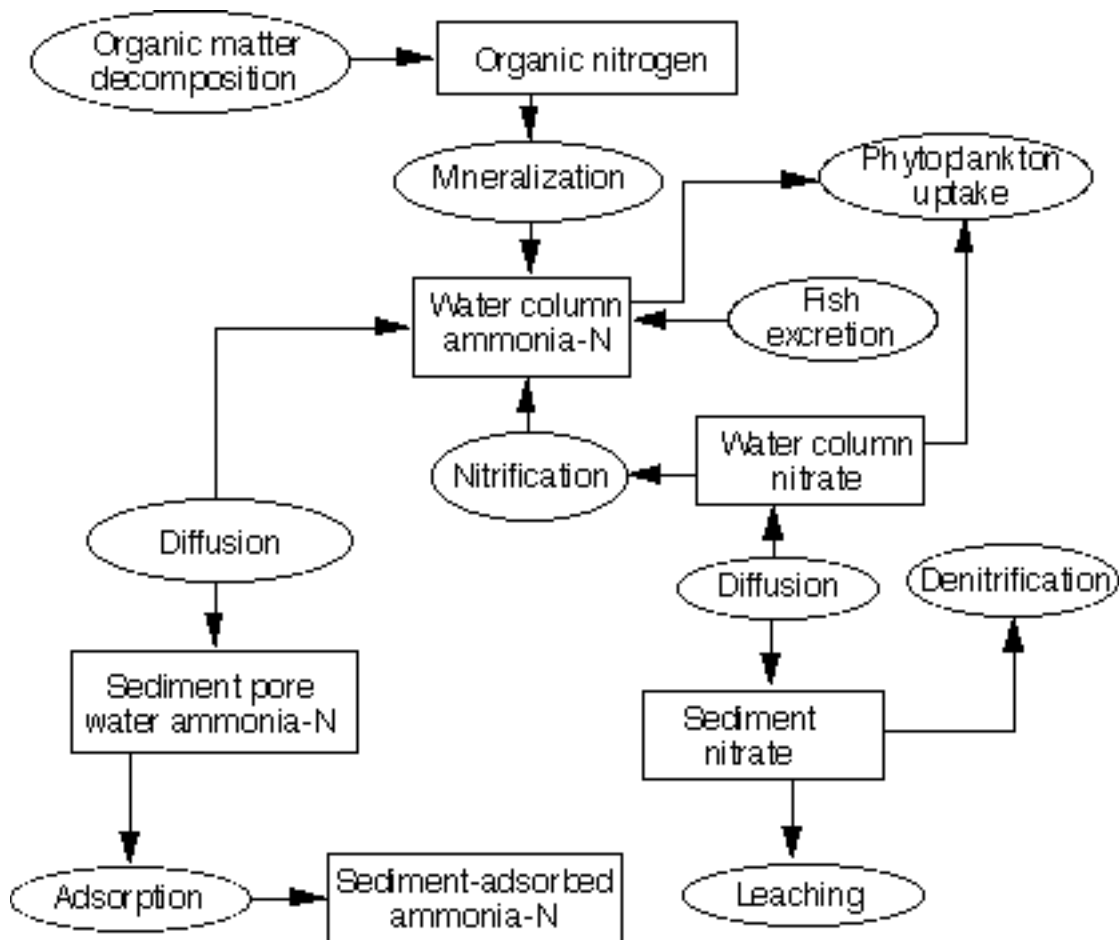 Organic matter
decomposition
Organic nitrogen
Mineralization
Phytoplankton
uptake
Water column
ammonia-N
Fish
excretion
Nitrification
Water column
nitrate
Diffusion
Diffusion
Denitrification
Sediment pore
water ammonia-N
Sediment
nitrate
Adsorption
Sediment-adsorbed
ammonia-N
Leaching